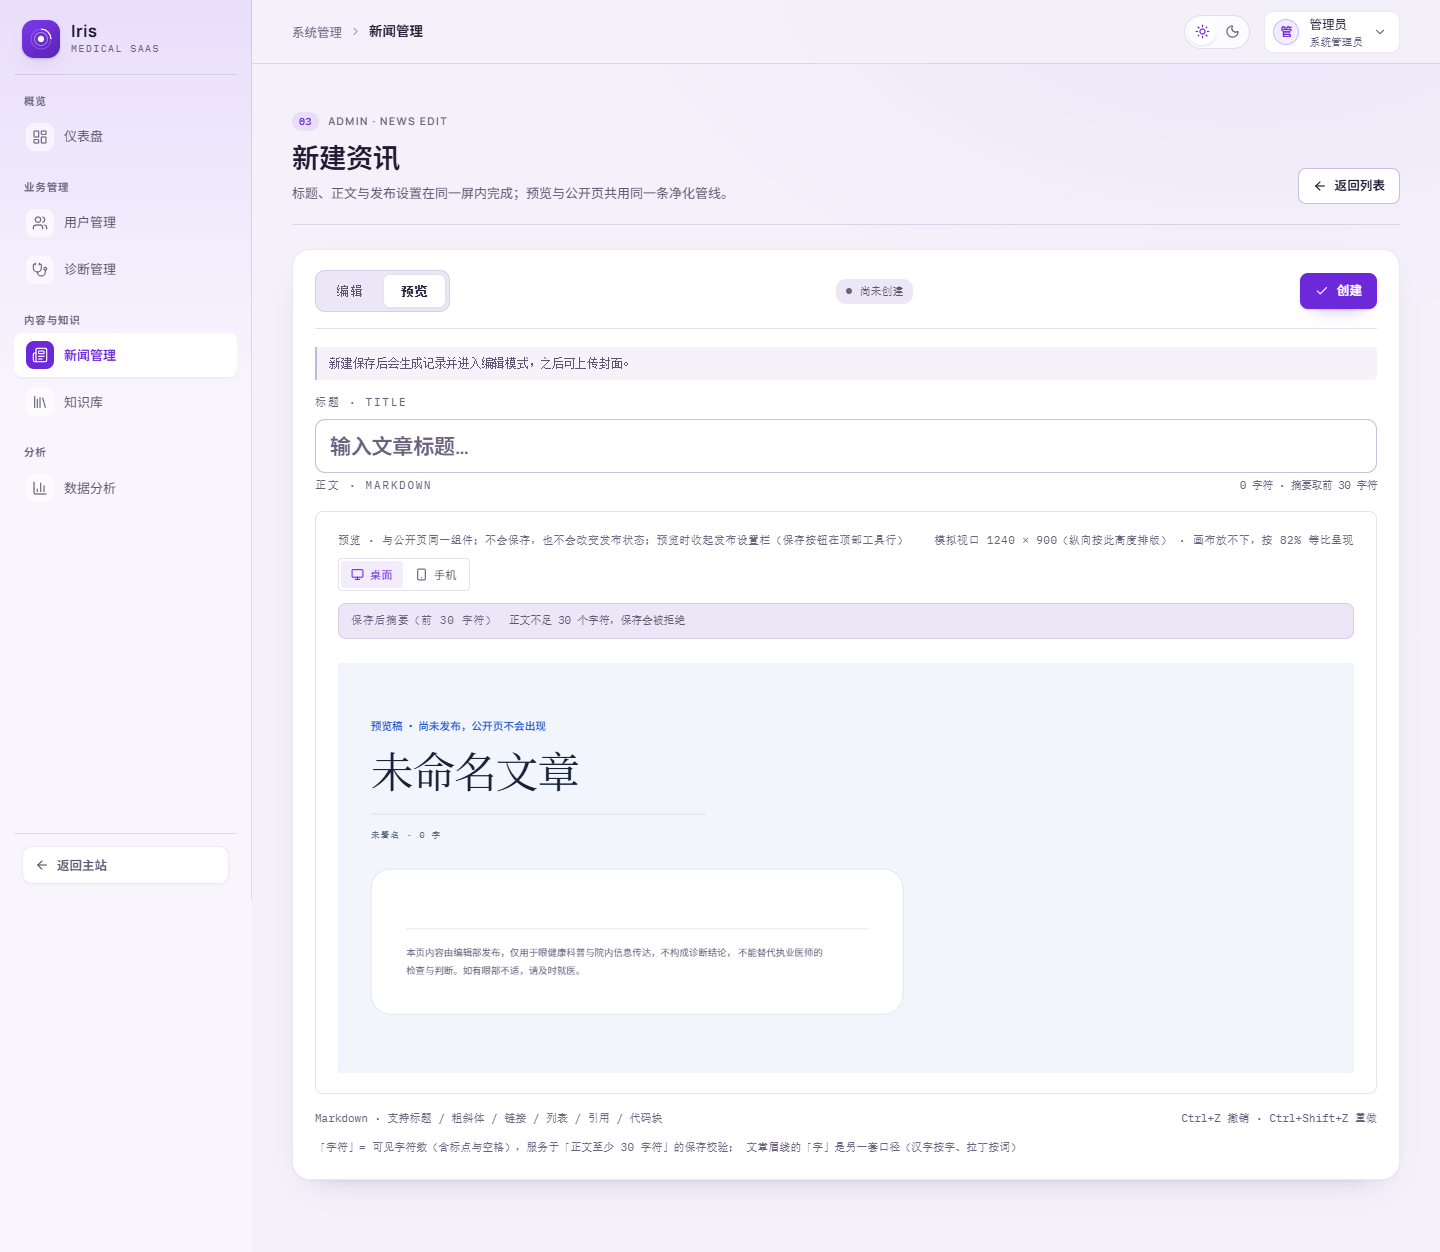 Iris
MEDICAL SAAS
概览
仪表盘
业务管理
用户管理
诊断管理
内容与知识
新闻管理
知识库
分析
数据分析
返回主站
系统管理 > 新闻管理
管
管理员
系统管理员
03 ADMIN · NEWS EDIT
新建资讯
标题、正文与发布设置在同一屏内完成；预览与公开页共用同一条净化管线。
返回列表
编辑 预览
尚未创建
创建
新建保存后会生成记录并进入编辑模式，之后可上传封面。
标题 · TITLE
输入文章标题…
正文 · MARKDOWN
0 字符 · 摘要取前 30 字符
预览 · 与公开页同一组件；不会保存，也不会改变发布状态；预览时收起发布设置栏（保存按钮在顶部工具行）
模拟视口 1240 × 900（纵向按此高度排版） · 画布放不下，按 82% 等比呈现
桌面 手机
保存后摘要（前 30 字符） 正文不足 30 个字符，保存会被拒绝
预览稿 · 尚未发布，公开页不会出现
未命名文章
未署名 · 0 字
本页内容由编辑部发布，仅用于眼健康科普与院内信息传达，不构成诊断结论， 不能替代执业医师的
检查与判断。如有眼部不适，请及时就医。
Markdown · 支持标题 / 粗斜体 / 链接 / 列表 / 引用 / 代码块
Ctrl+Z 撤销 · Ctrl+Shift+Z 重做
「字符」= 可见字符数（含标点与空格），服务于「正文至少 30 字符」的保存校验； 文章眉线的「字」是另一套口径（汉字按字、拉丁按词）